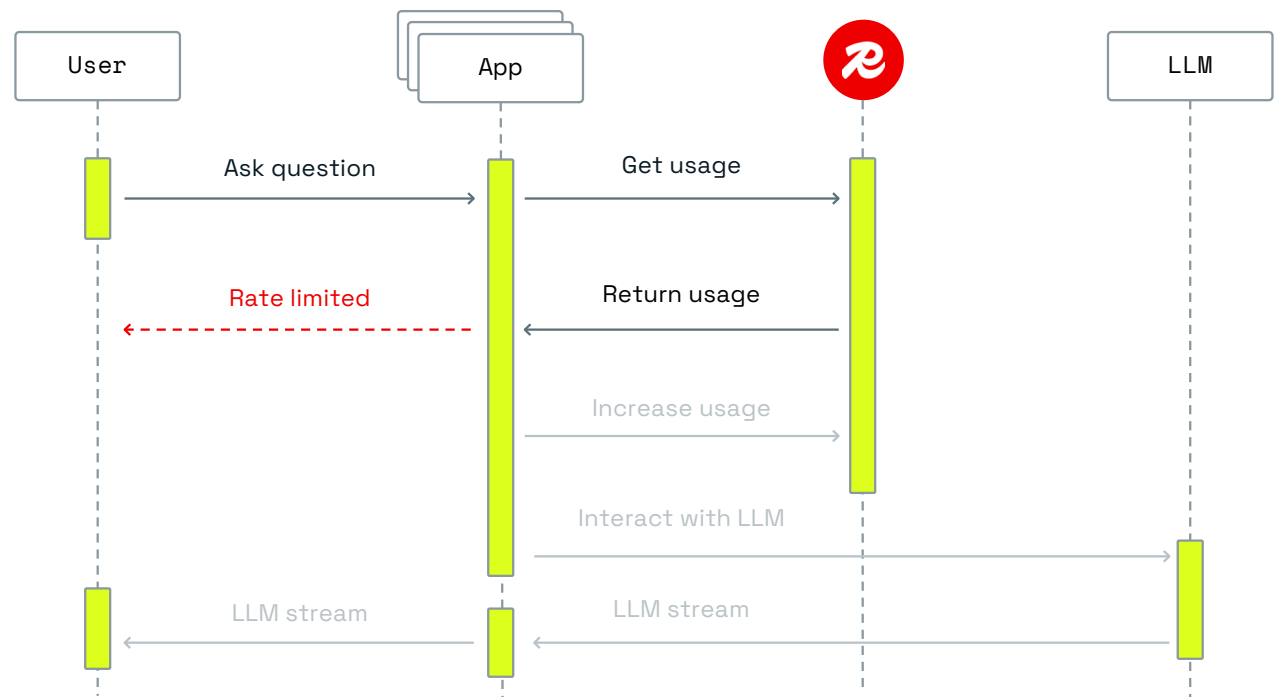 User
App
R
LLM
Ask question
Get usage
Rate limited
Return usage
Increase usage
Interact with LLM
LLM stream
LLM stream